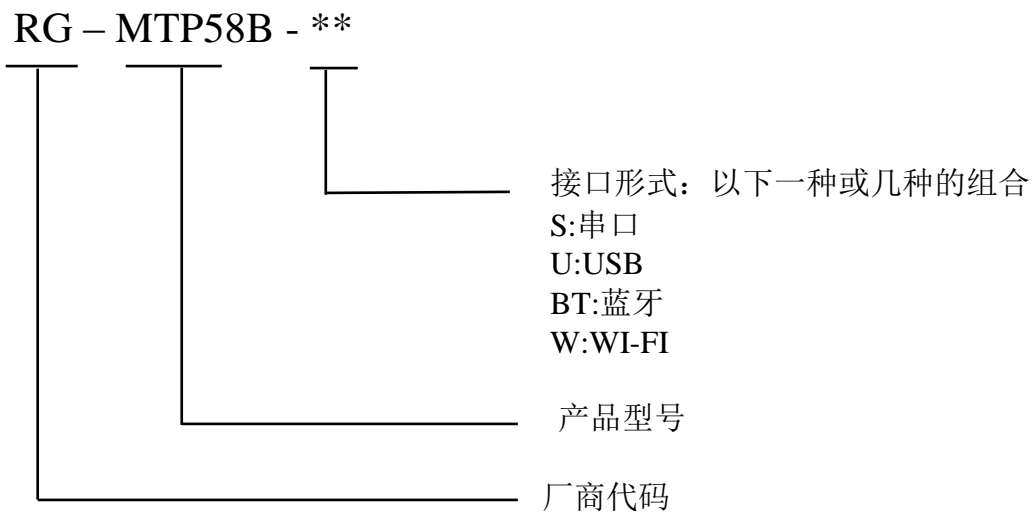 RG – MTP58B - **
接口形式：以下一种或几种的组合
S:串口
U:USB
BT:蓝牙
W:WI-FI
产品型号
厂商代码